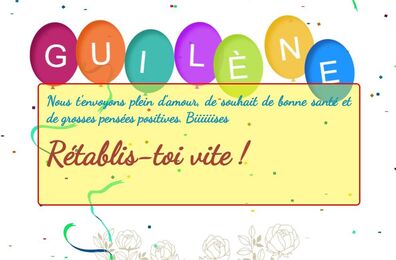 GUILÈNE
Nous t'envoyons plein d'amour, de souhait de bonne santé et
de grosses pensées positives. Biiiiiises
Rétablis-toi vite !